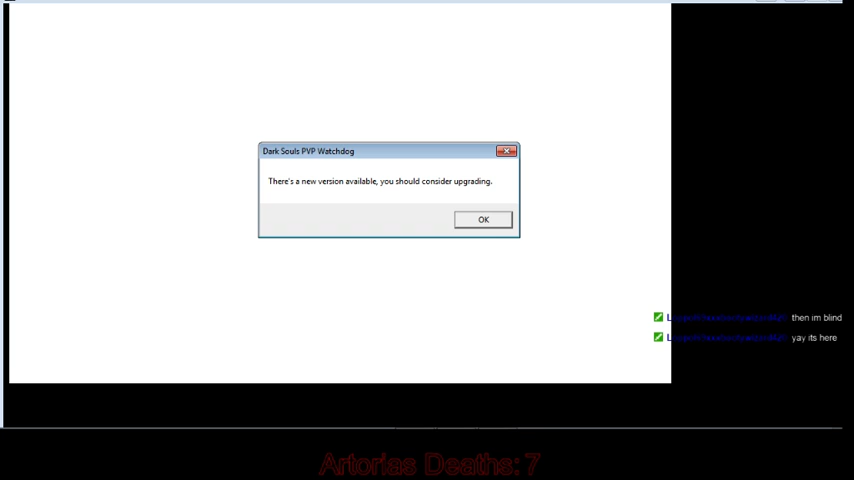 Dark Souls PVP Watchdog
There's a new version available, you should consider upgrading.
OK
then im blind
yay its here
Artorias Deaths: 7